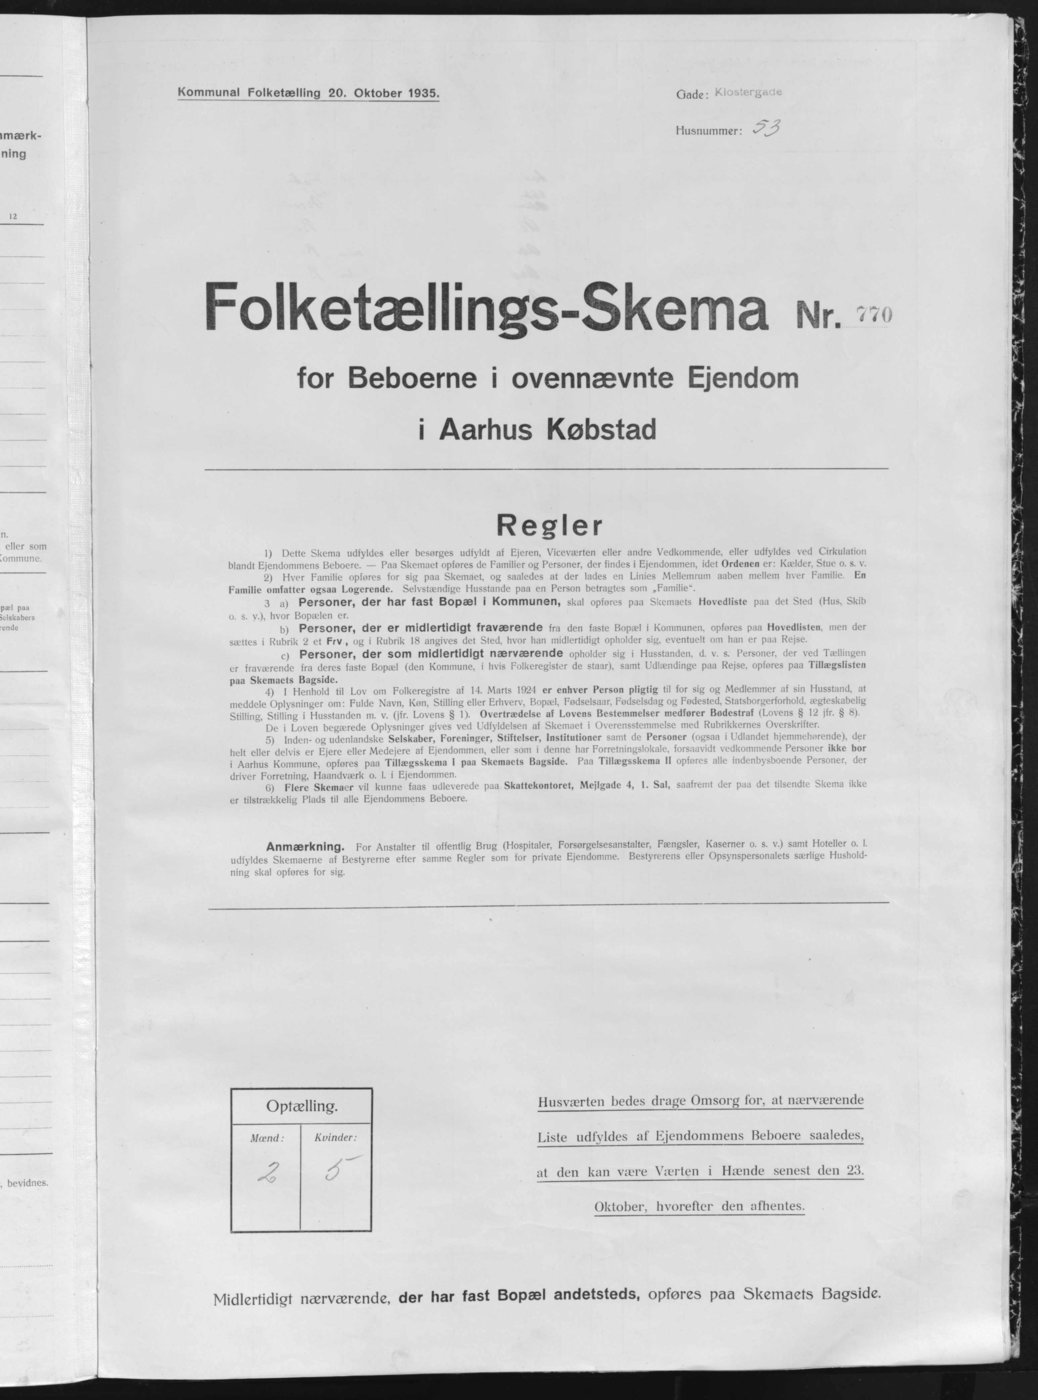 mærk-
ning
12
n.
eller som
Kommune.
pæl paa
Selskabers
rende
, bevidnes.
Kommunal Folketælling 20. Oktober 1935.
Gade: Klostergade
Husnummer: 53
Folketællings-Skema Nr. 770
for Beboerne i ovennævnte Ejendom
i Aarhus Købstad
Regler
1) Dette Skema udfyldes eller besørges udfyldt af Ejeren, Viceværten eller andre Vedkommende, eller udfyldes ved Cirkulation
blandt Ejendommens Beboere. — Paa Skemaet opføres de Familier og Personer, der findes i Ejendommen, idet Ordenen er: Kælder, Stue o. s. v.
2) Hver Familie opføres for sig paa Skemaet, og saaledes at der lades en Linies Mellemrum aaben mellem hver Familie. En
Familie omfatter ogsaa Logerende. Selvstændige Husstande paa en Person betragtes som „Familie".
3 a) Personer, der har fast Bopæl i Kommunen, skal opføres paa Skemaets Hovedliste paa det Sted (Hus, Skib
o. s. v.), hvor Bopælen er.
b) Personer, der er midlertidigt fraværende fra den faste Bopæl i Kommunen, opføres paa Hovedlisten, men der
sættes i Rubrik 2 et Frv., og i Rubrik 18 angives det Sted, hvor han midlertidigt opholder sig, eventuelt om han er paa Rejse.
c) Personer, der som midlertidigt nærværende opholder sig i Husstanden, d. v. s. Personer, der ved Tællingen
er fraværende fra deres faste Bopæl (den Kommune, i hvis Folkeregister de staar), samt Udlændinge paa Rejse, opføres paa Tillægslisten
paa Skemaets Bagside.
4) I Henhold til Lov om Folkeregistre af 14. Marts 1924 er enhver Person pligtig til for sig og Medlemmer af sin Husstand, at
meddele Oplysninger om: Fulde Navn, Køn, Stilling eller Erhverv, Bopæl, Fødselsaar, Fødselsdag og Fødested, Statsborgerforhold, ægteskabelig
Stilling, Stilling i Husstanden m. v. (jfr. Lovens § 1). Overtrædelse af Lovens Bestemmelser medfører Bødestraf (Lovens § 12 jfr. § 8).
De i Loven begærede Oplysninger gives ved Udfyldelsen af Skemaet i Overensstemmelse med Rubrikkernes Overskrifter.
5) Inden- og udenlandske Selskaber, Foreninger, Stiftelser, Institutioner samt de Personer (ogsaa i Udlandet hjemmehørende), der
helt eller delvis er Ejere eller Medejere af Ejendommen, eller som i denne har Forretningslokale, forsaavidt vedkommende Personer ikke bor
i Aarhus Kommune, opføres paa Tillægsskema I paa Skemaets Bagside. Paa Tillægsskema II opføres alle indenbysboende Personer, der
driver Forretning, Haandværk o. l. i Ejendommen.
6) Flere Skemaer vil kunne faas udleverede paa Skattekontoret, Mejlgade 4, 1. Sal, saafremt der paa det tilsendte Skema ikke
er tilstrækkelig Plads til alle Ejendommens Beboere.
Anmærkning. For Anstalter til offentlig Brug (Hospitaler, Forsørgelsesanstalter, Fængsler, Kaserner o. s. v.) samt Hoteller o. l.
udfyldes Skemaerne af Bestyrerne efter samme Regler som for private Ejendomme. Bestyrerens eller Opsynspersonalets særlige Hushold-
ning skal opføres for sig.
Optælling.
Mænd: Kvinder:
2 5
Husværten bedes drage Omsorg for, at nærværende
Liste udfyldes af Ejendommens Beboere saaledes,
at den kan være Værten i Hænde senest den 23.
Oktober, hvorefter den afhentes.
Midlertidigt nærværende, der har fast Bopæl andetsteds, opføres paa Skemaets Bagside.